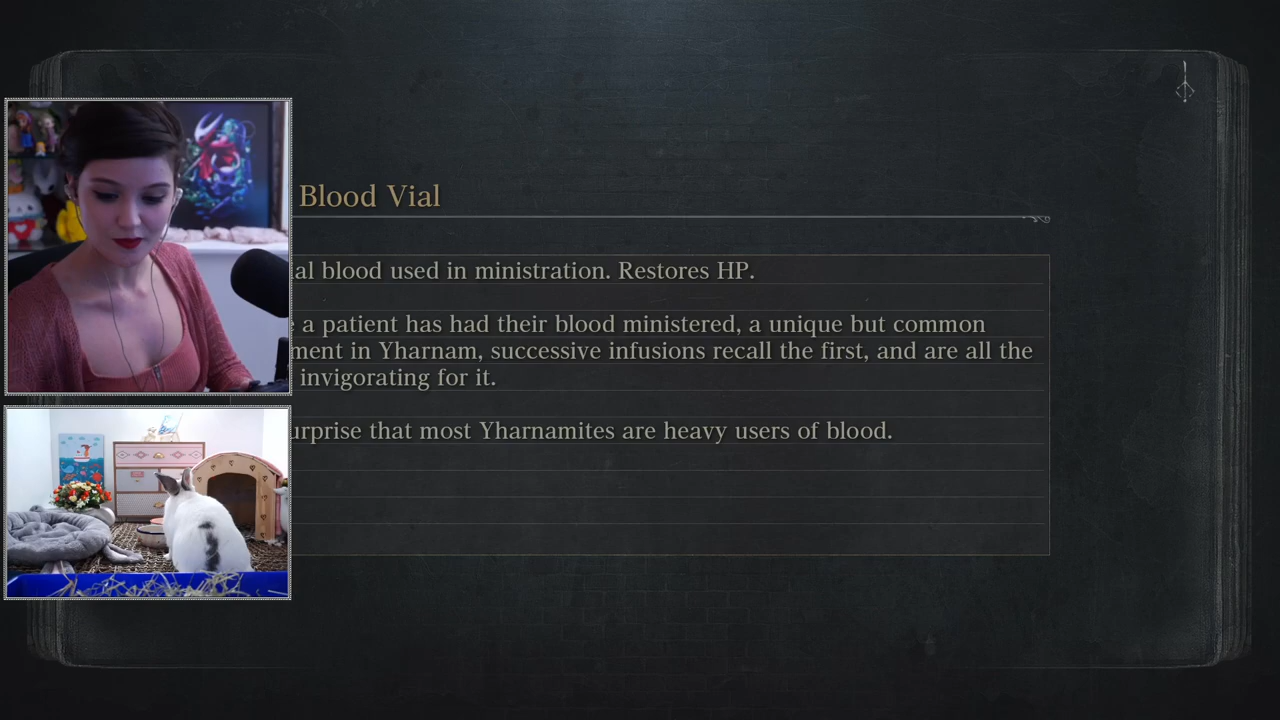 Blood Vial
al blood used in ministration. Restores HP.
a patient has had their blood ministered, a unique but common
ment in Yharnam, successive infusions recall the first, and are all the
invigorating for it.
urprise that most Yharnamites are heavy users of blood.